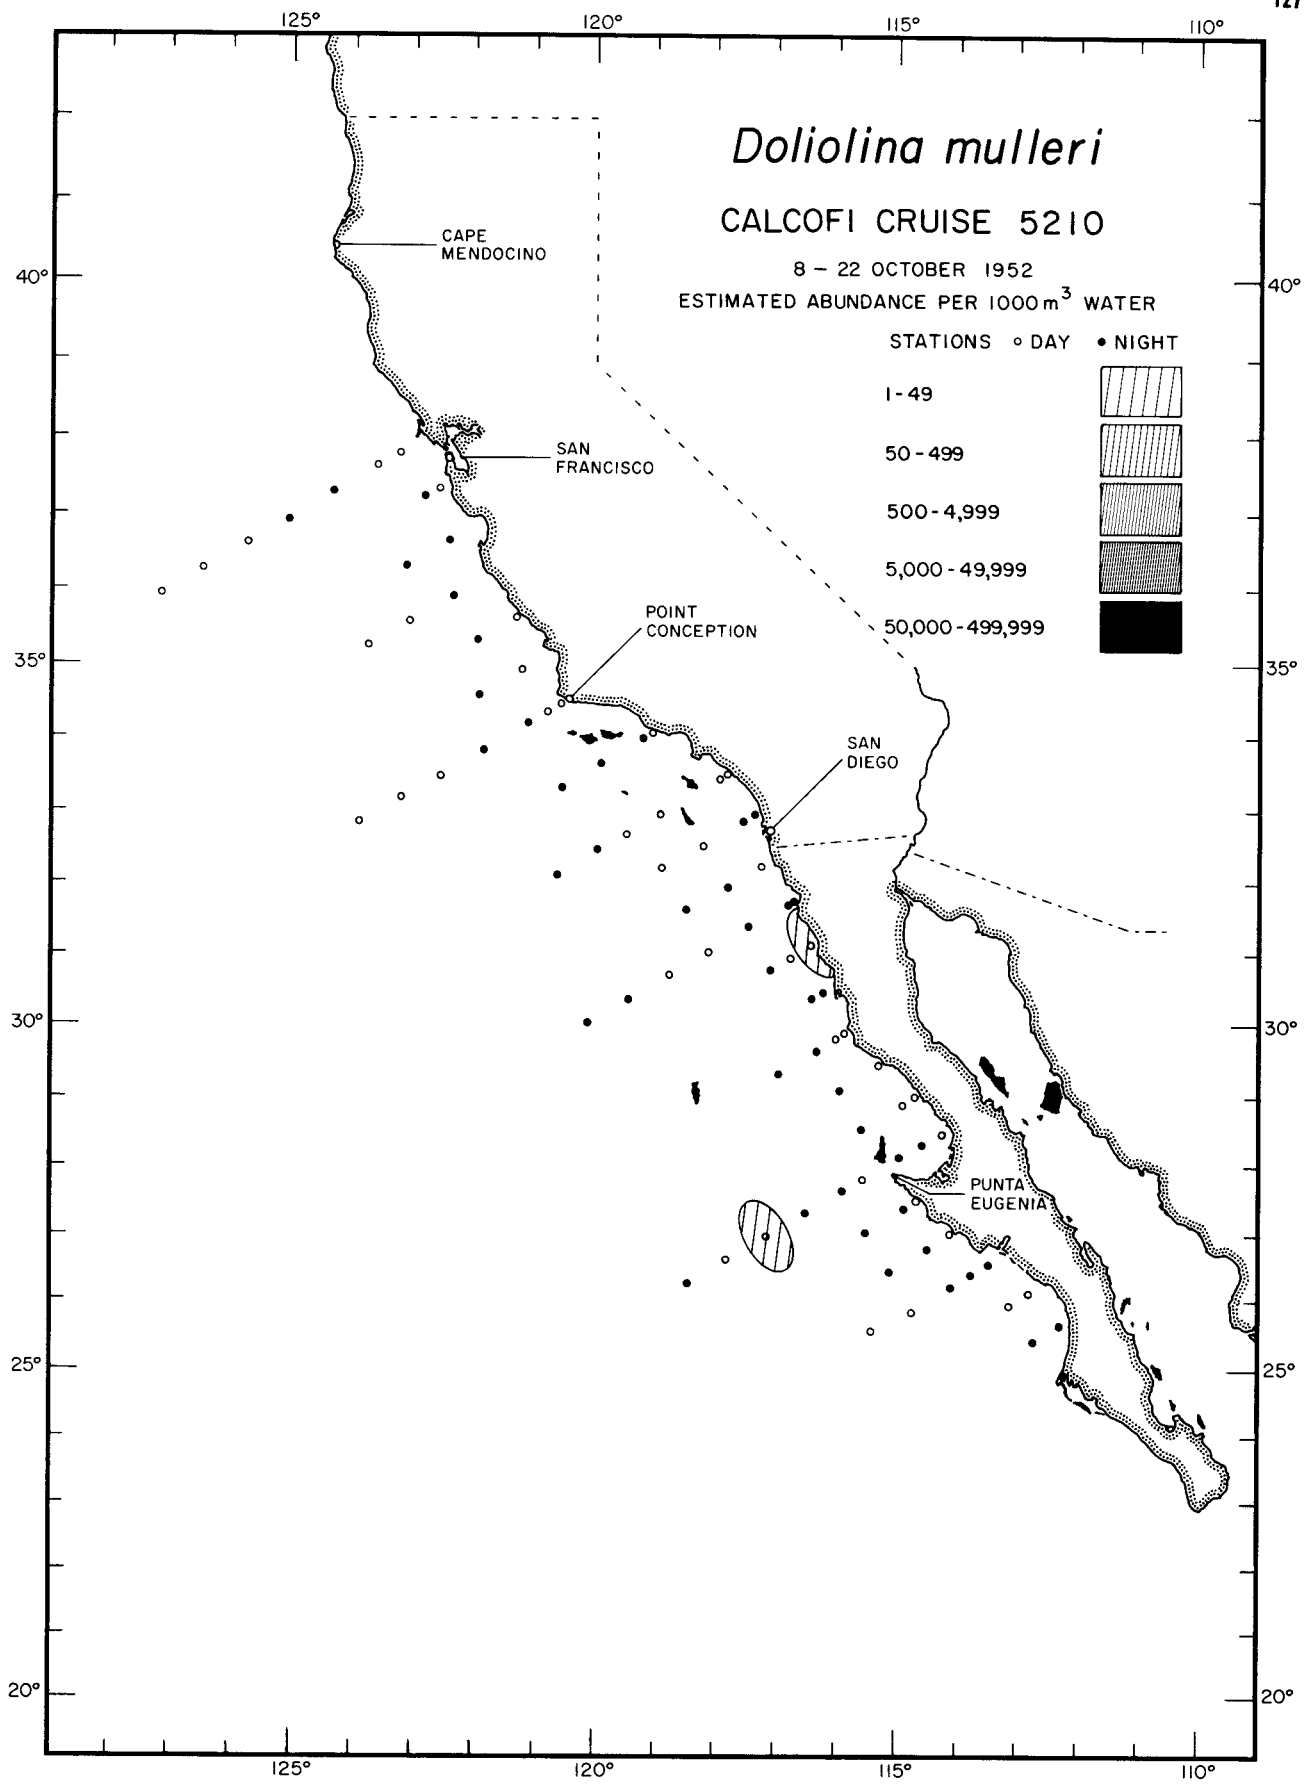 127
125° 120° 115° 110°
Doliolina mulleri
CALCOFI CRUISE 5210
8 – 22 OCTOBER 1952
ESTIMATED ABUNDANCE PER 1000 m³ WATER
STATIONS ○ DAY ● NIGHT
1-49
50-499
500-4,999
5,000-49,999
50,000-499,999
CAPE
MENDOCINO
40° 40°
SAN
FRANCISCO
POINT
CONCEPTION
35° 35°
SAN
DIEGO
30° 30°
PUNTA
EUGENIA
25° 25°
20° 20°
125° 120° 115° 110°